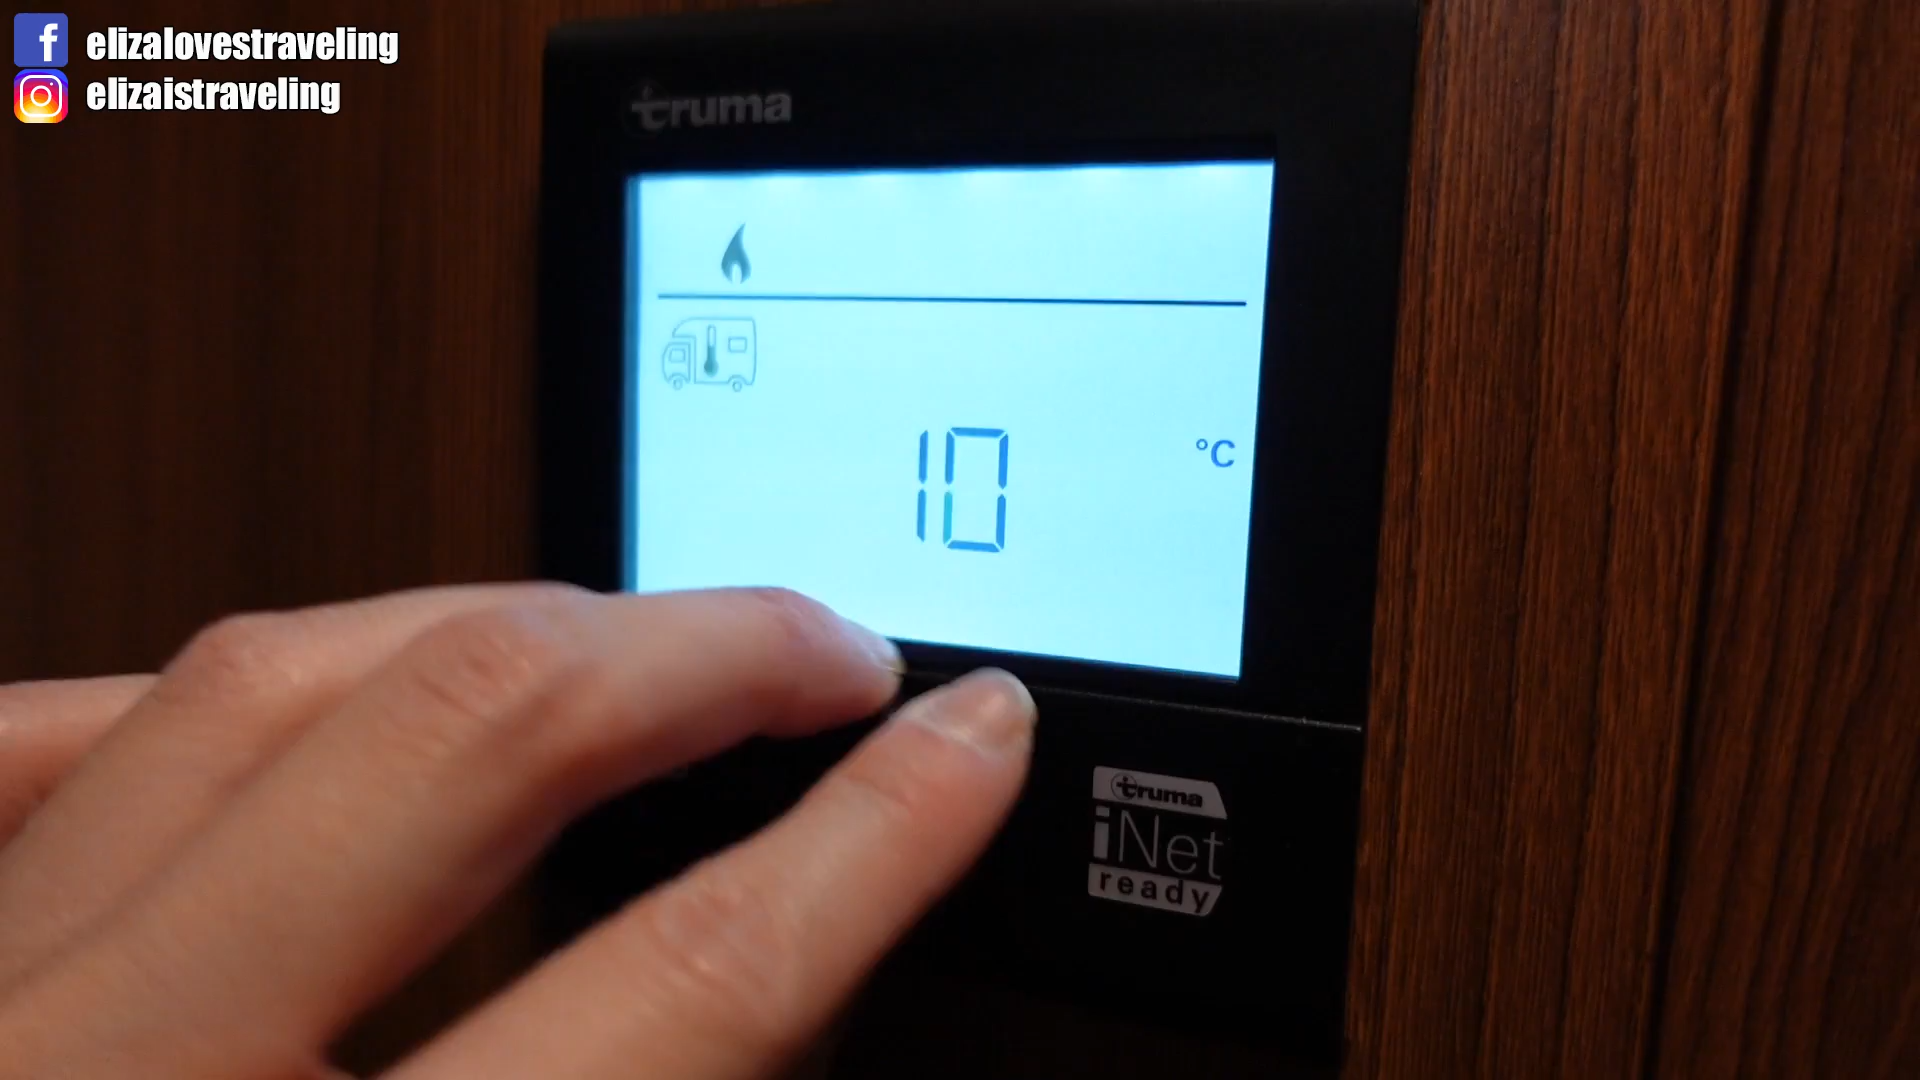 elizalovestraveling
elizaistraveling
truma
10 °C
truma
iNet
ready